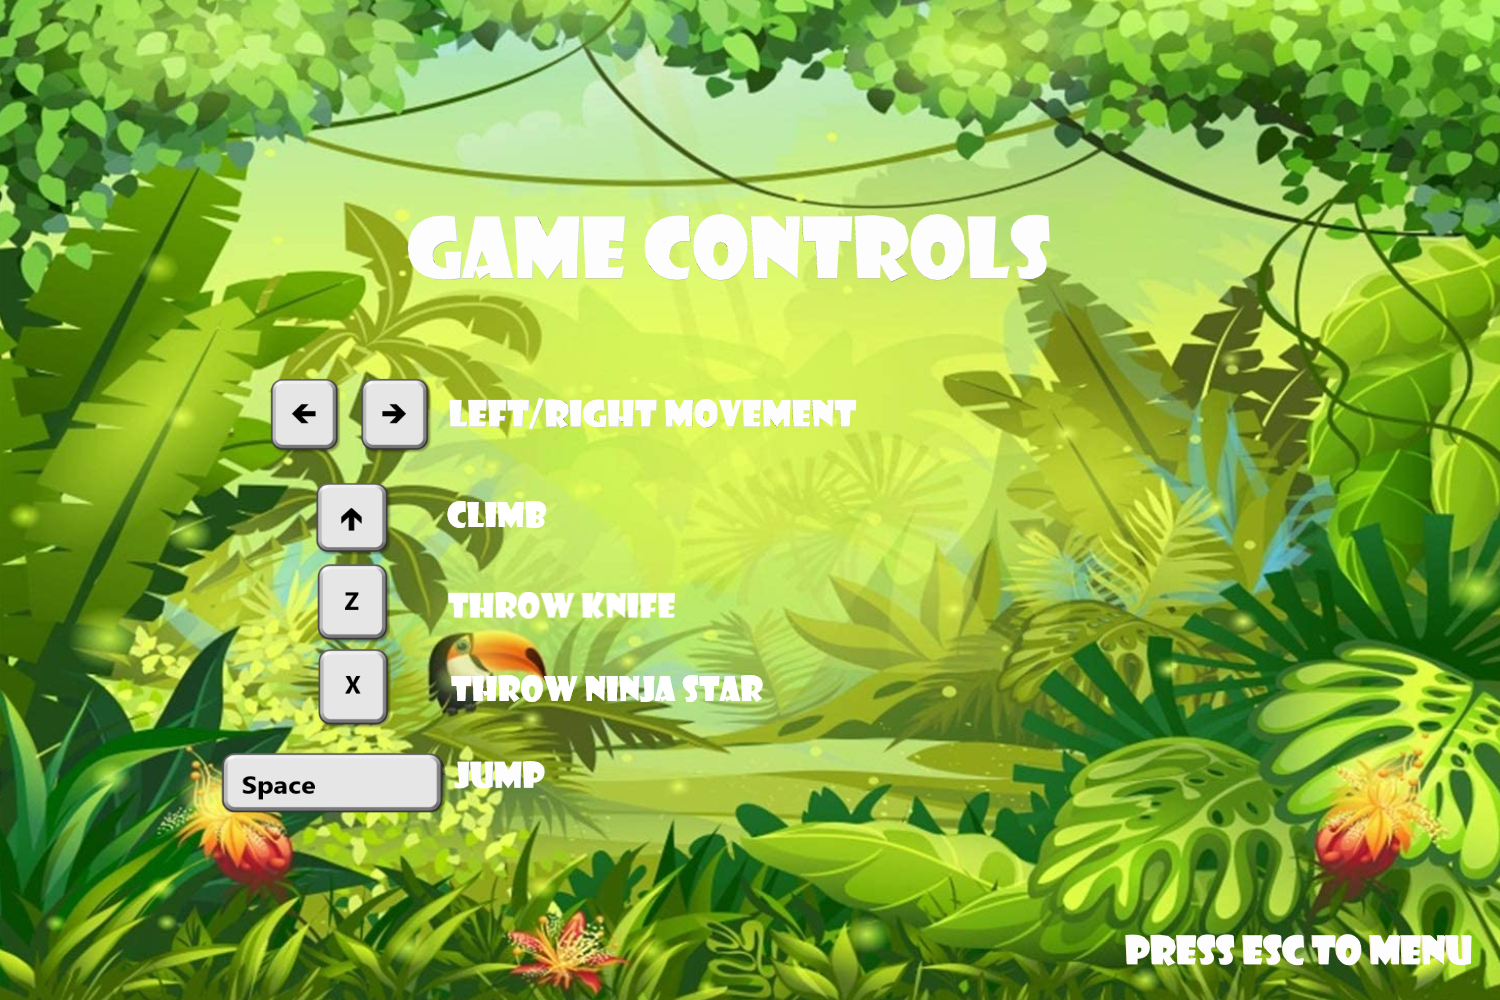 GAME CONTROLS
← → LEFT/RIGHT MOVEMENT
↑ CLIMB
Z THROW KNIFE
X THROW NINJA STAR
Space JUMP
PRESS ESC TO MENU